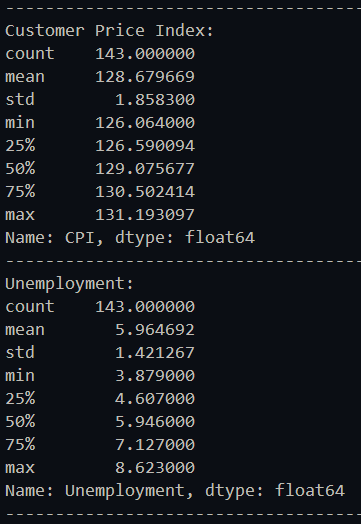 ------------------------------------
Customer Price Index:
count    143.000000
mean     128.679669
std        1.858300
min      126.064000
25%      126.590094
50%      129.075677
75%      130.502414
max      131.193097
Name: CPI, dtype: float64
------------------------------------
Unemployment:
count    143.000000
mean       5.964692
std        1.421267
min        3.879000
25%        4.607000
50%        5.946000
75%        7.127000
max        8.623000
Name: Unemployment, dtype: float64
------------------------------------